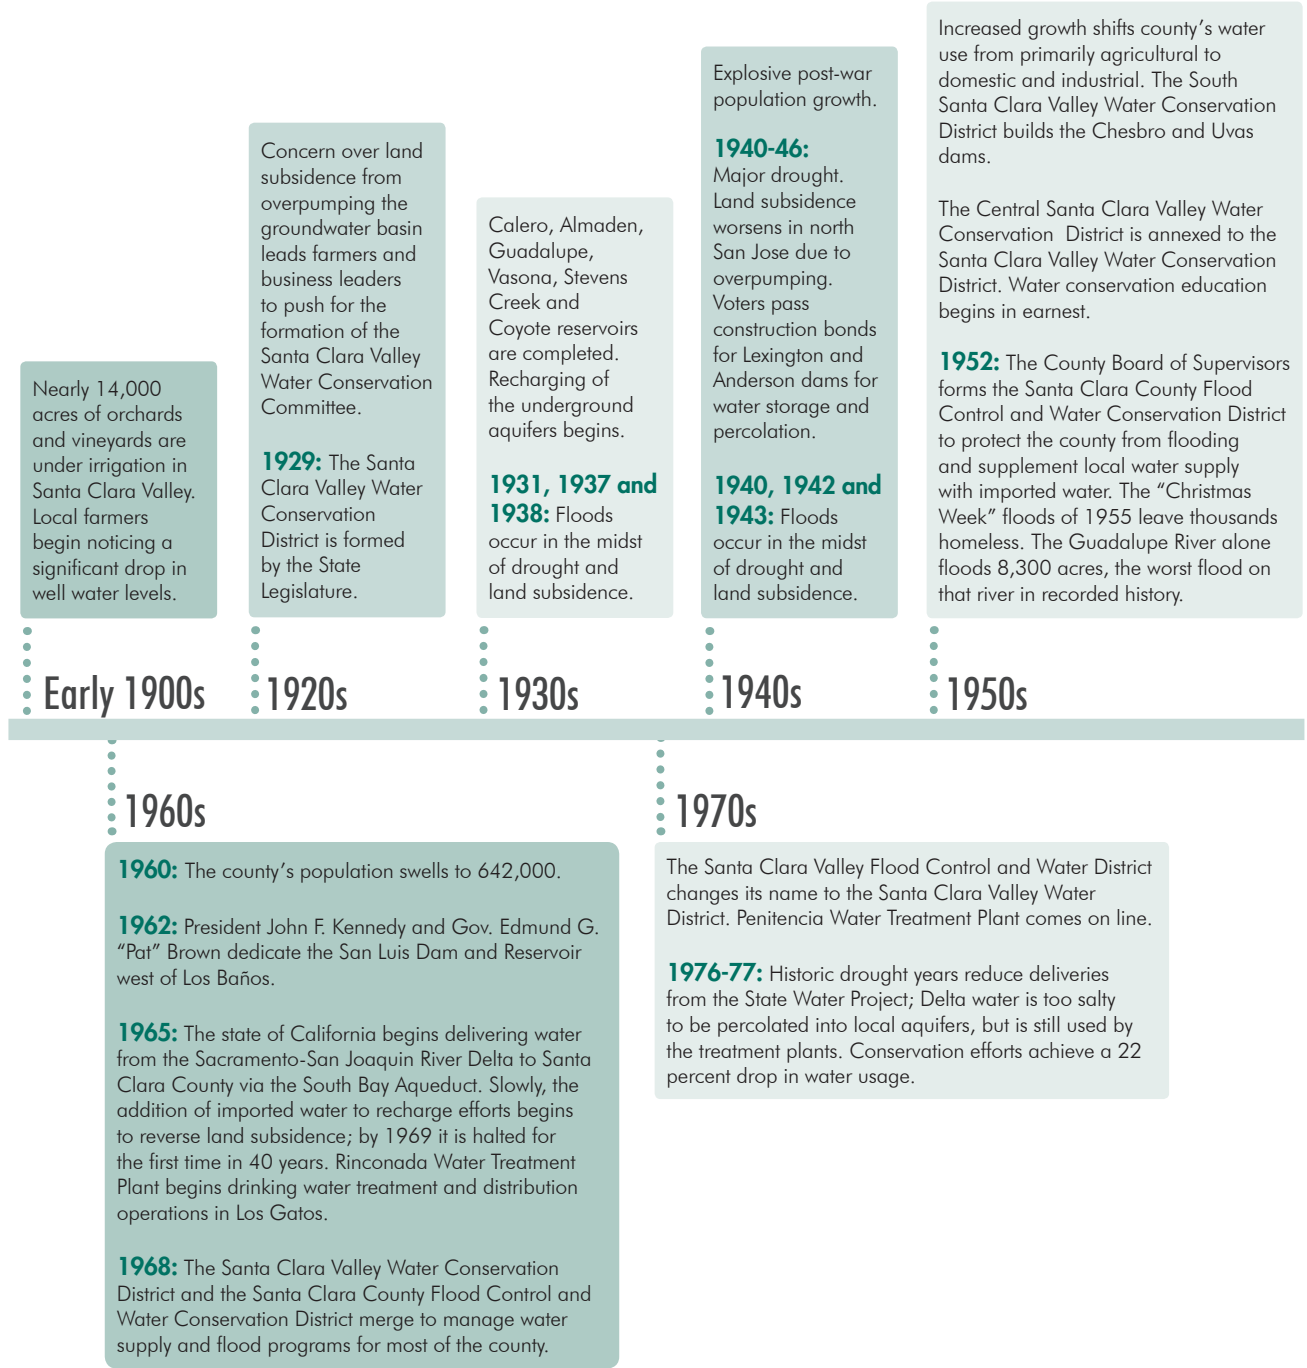 Nearly 14,000
acres of orchards
and vineyards are
under irrigation in
Santa Clara Valley.
Local farmers
begin noticing a
significant drop in
well water levels.
Early 1900s
Concern over land
subsidence from
overpumping the
groundwater basin
leads farmers and
business leaders
to push for the
formation of the
Santa Clara Valley
Water Conservation
Committee.
1929: The Santa
Clara Valley Water
Conservation
District is formed
by the State
Legislature.
1920s
Calero, Almaden,
Guadalupe,
Vasona, Stevens
Creek and
Coyote reservoirs
are completed.
Recharging of
the underground
aquifers begins.
1931, 1937 and
1938: Floods
occur in the midst
of drought and
land subsidence.
1930s
Explosive post-war
population growth.
1940-46:
Major drought.
Land subsidence
worsens in north
San Jose due to
overpumping.
Voters pass
construction bonds
for Lexington and
Anderson dams for
water storage and
percolation.
1940, 1942 and
1943: Floods
occur in the midst
of drought and
land subsidence.
1940s
Increased growth shifts county's water
use from primarily agricultural to
domestic and industrial. The South
Santa Clara Valley Water Conservation
District builds the Chesbro and Uvas
dams.
The Central Santa Clara Valley Water
Conservation District is annexed to the
Santa Clara Valley Water Conservation
District. Water conservation education
begins in earnest.
1952: The County Board of Supervisors
forms the Santa Clara County Flood
Control and Water Conservation District
to protect the county from flooding
and supplement local water supply
with imported water. The “Christmas
Week” floods of 1955 leave thousands
homeless. The Guadalupe River alone
floods 8,300 acres, the worst flood on
that river in recorded history.
1950s
1960s
1960: The county's population swells to 642,000.
1962: President John F. Kennedy and Gov. Edmund G.
“Pat” Brown dedicate the San Luis Dam and Reservoir
west of Los Baños.
1965: The state of California begins delivering water
from the Sacramento-San Joaquin River Delta to Santa
Clara County via the South Bay Aqueduct. Slowly, the
addition of imported water to recharge efforts begins
to reverse land subsidence; by 1969 it is halted for
the first time in 40 years. Rinconada Water Treatment
Plant begins drinking water treatment and distribution
operations in Los Gatos.
1968: The Santa Clara Valley Water Conservation
District and the Santa Clara County Flood Control and
Water Conservation District merge to manage water
supply and flood programs for most of the county.
1970s
The Santa Clara Valley Flood Control and Water District
changes its name to the Santa Clara Valley Water
District. Penitencia Water Treatment Plant comes on line.
1976-77: Historic drought years reduce deliveries
from the State Water Project; Delta water is too salty
to be percolated into local aquifers, but is still used by
the treatment plants. Conservation efforts achieve a 22
percent drop in water usage.